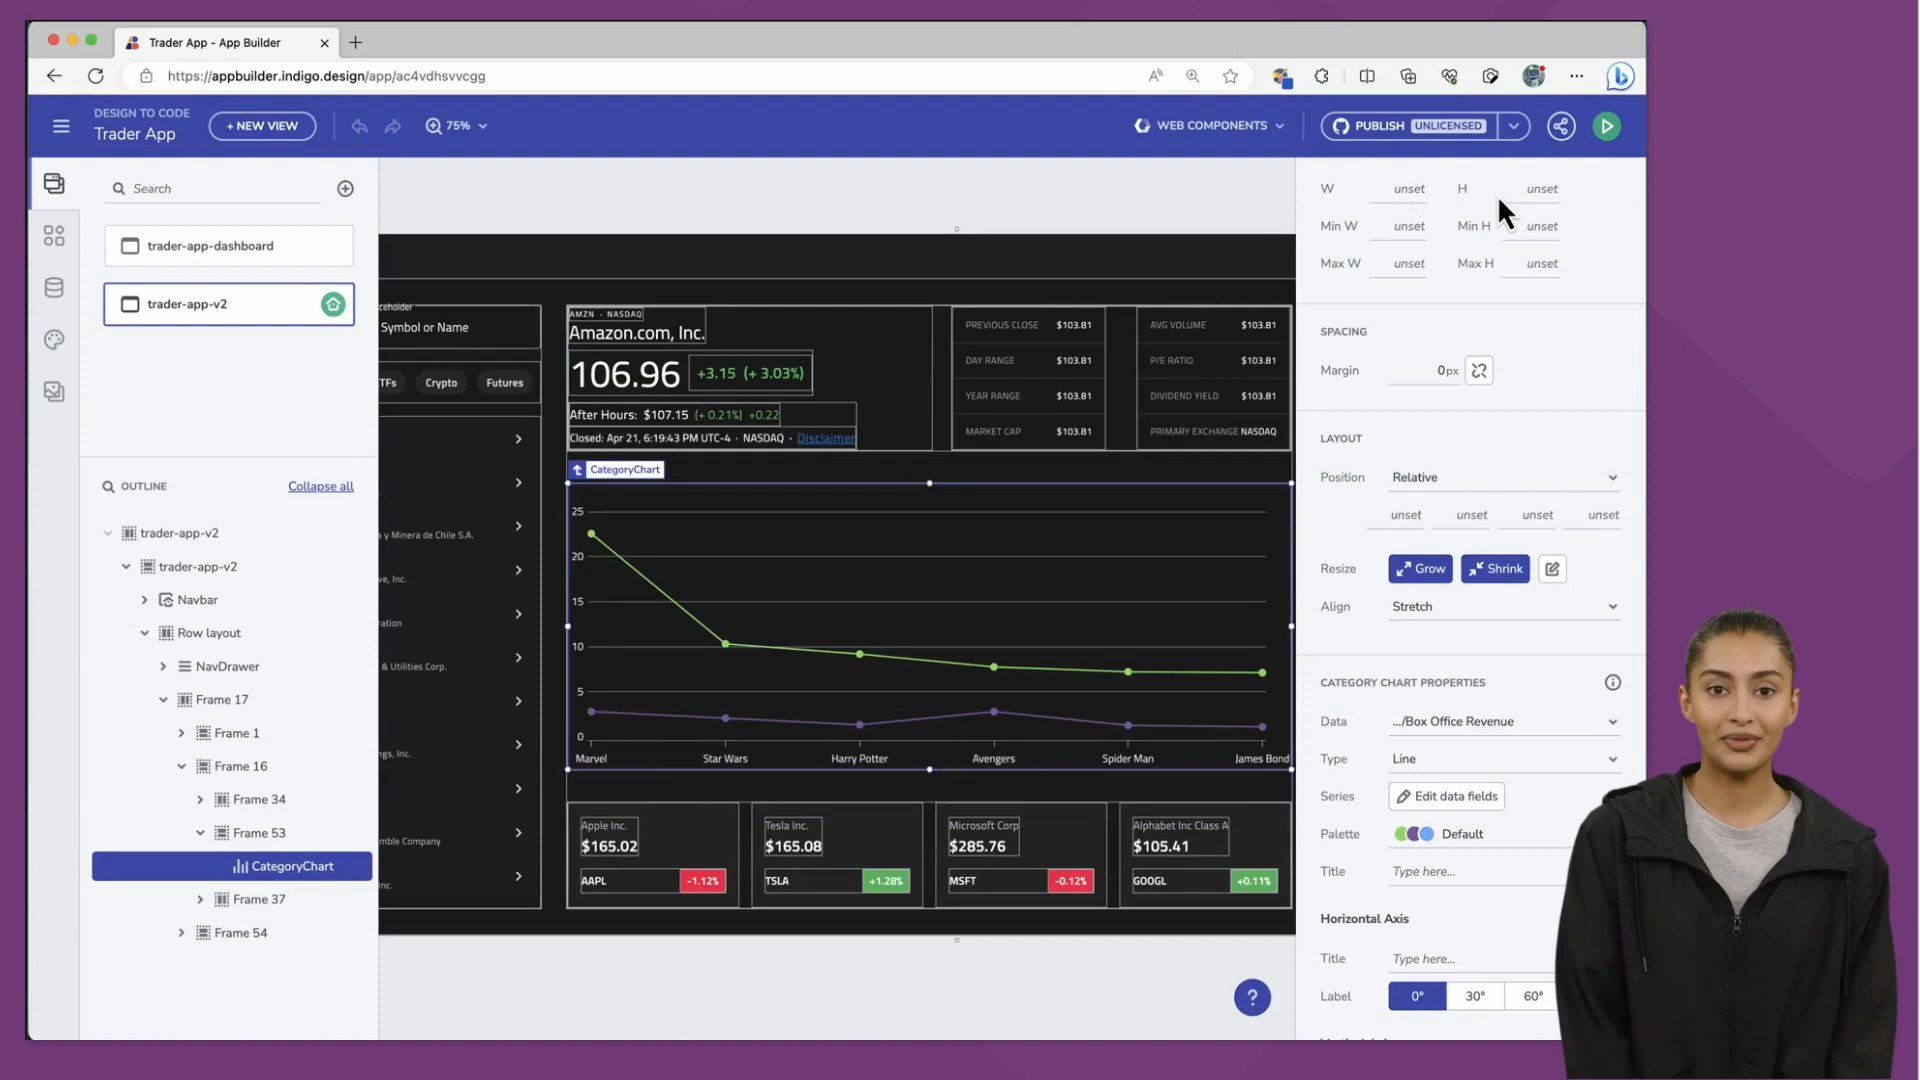 Trader App - App Builder
https://appbuilder.indigo.design/app/ac4vdhsvvcgg
DESIGN TO CODE
Trader App
+ NEW VIEW
75%
WEB COMPONENTS
PUBLISH UNLICENSED
Search
trader-app-dashboard
trader-app-v2
OUTLINE
Collapse all
trader-app-v2
trader-app-v2
Navbar
Row layout
NavDrawer
Frame 17
Frame 1
Frame 16
Frame 34
Frame 53
CategoryChart
Frame 37
Frame 54
ceholder
Symbol or Name
TFs
Crypto
Futures
a y Minera de Chile S.A.
ve, Inc.
ration
& Utilities Corp.
ngs, Inc.
mble Company
nc.
AMZN - NASDAQ
Amazon.com, Inc.
106.96
+3.15 (+ 3.03%)
After Hours: $107.15 (+ 0.21%) +0.22
Closed: Apr 21, 6:19:43 PM UTC-4 · NASDAQ · Disclaimer
PREVIOUS CLOSE $103.81
DAY RANGE $103.81
YEAR RANGE $103.81
MARKET CAP $103.81
AVG VOLUME $103.81
P/E RATIO $103.81
DIVIDEND YIELD $103.81
PRIMARY EXCHANGE NASDAQ
CategoryChart
25
20
15
10
5
0
Marvel
Star Wars
Harry Potter
Avengers
Spider Man
James Bond
Apple Inc.
$165.02
AAPL -1.12%
Tesla Inc.
$165.08
TSLA +1.28%
Microsoft Corp
$285.76
MSFT -0.12%
Alphabet Inc Class A
$105.41
GOOGL +0.11%
?
W unset H unset
Min W unset Min H unset
Max W unset Max H unset
SPACING
Margin 0px
LAYOUT
Position Relative
unset unset unset unset
Resize Grow Shrink
Align Stretch
CATEGORY CHART PROPERTIES
Data .../Box Office Revenue
Type Line
Series Edit data fields
Palette Default
Title Type here...
Horizontal Axis
Title Type here...
Label 0° 30° 60°